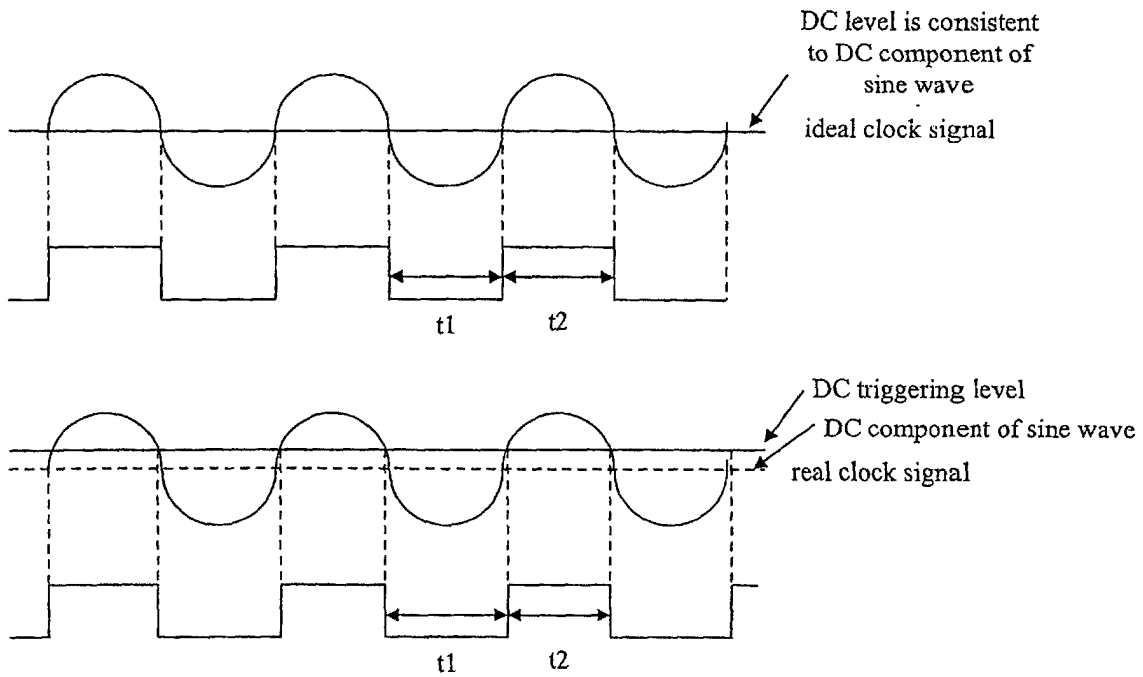 DC level is consistent
to DC component of
sine wave
ideal clock signal
t1
t2
DC triggering level
DC component of sine wave
real clock signal
t1
t2